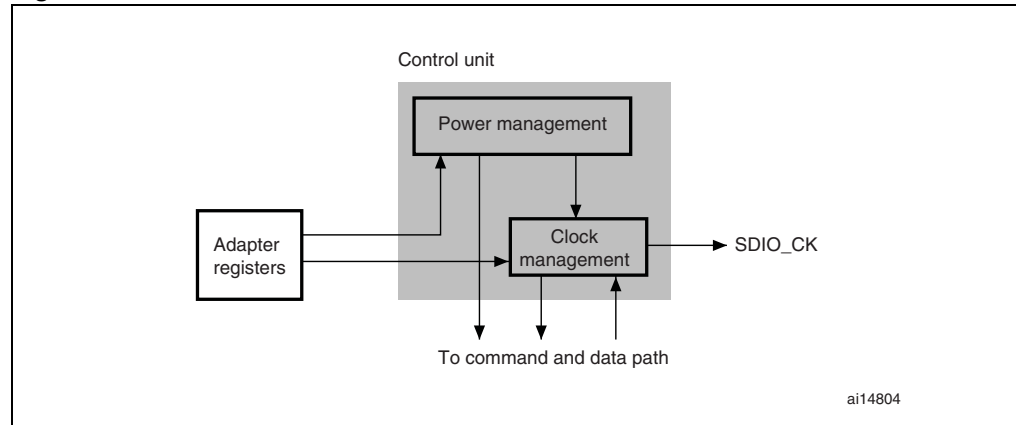 Control unit
Power management
Adapter
registers
Clock
management
SDIO_CK
To command and data path
ai14804